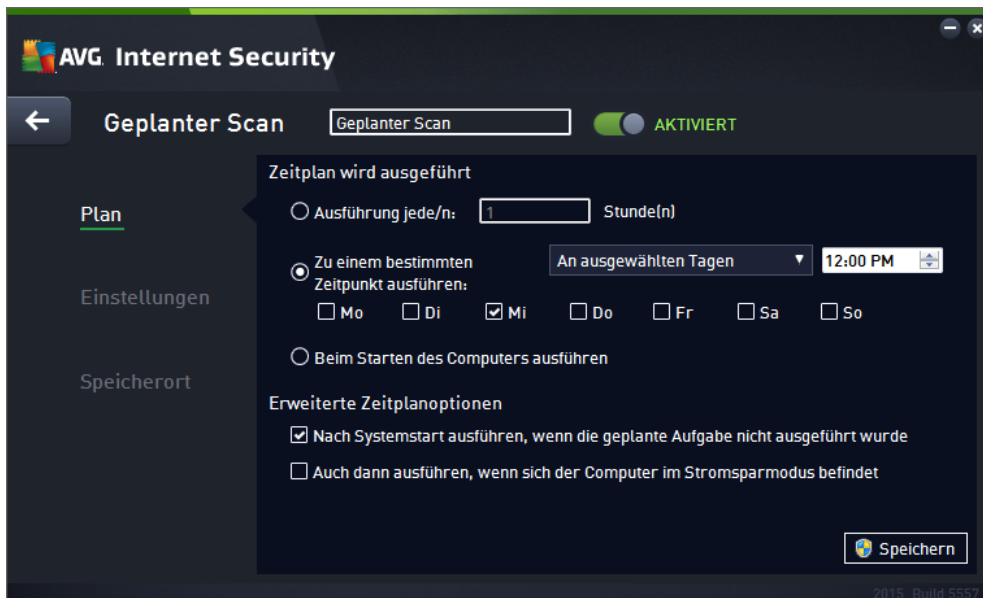 AVG. Internet Security
Geplanter Scan
Geplanter Scan
AKTIVIERT
Plan
Einstellungen
Speicherort
Zeitplan wird ausgeführt
Ausführung jede/n: 1 Stunde(n)
Zu einem bestimmten
Zeitpunkt ausführen:
An ausgewählten Tagen
12:00 PM
Mo Di Mi Do Fr Sa So
Beim Starten des Computers ausführen
Erweiterte Zeitplanoptionen
Nach Systemstart ausführen, wenn die geplante Aufgabe nicht ausgeführt wurde
Auch dann ausführen, wenn sich der Computer im Stromsparmodus befindet
Speichern
2015 Build 5557